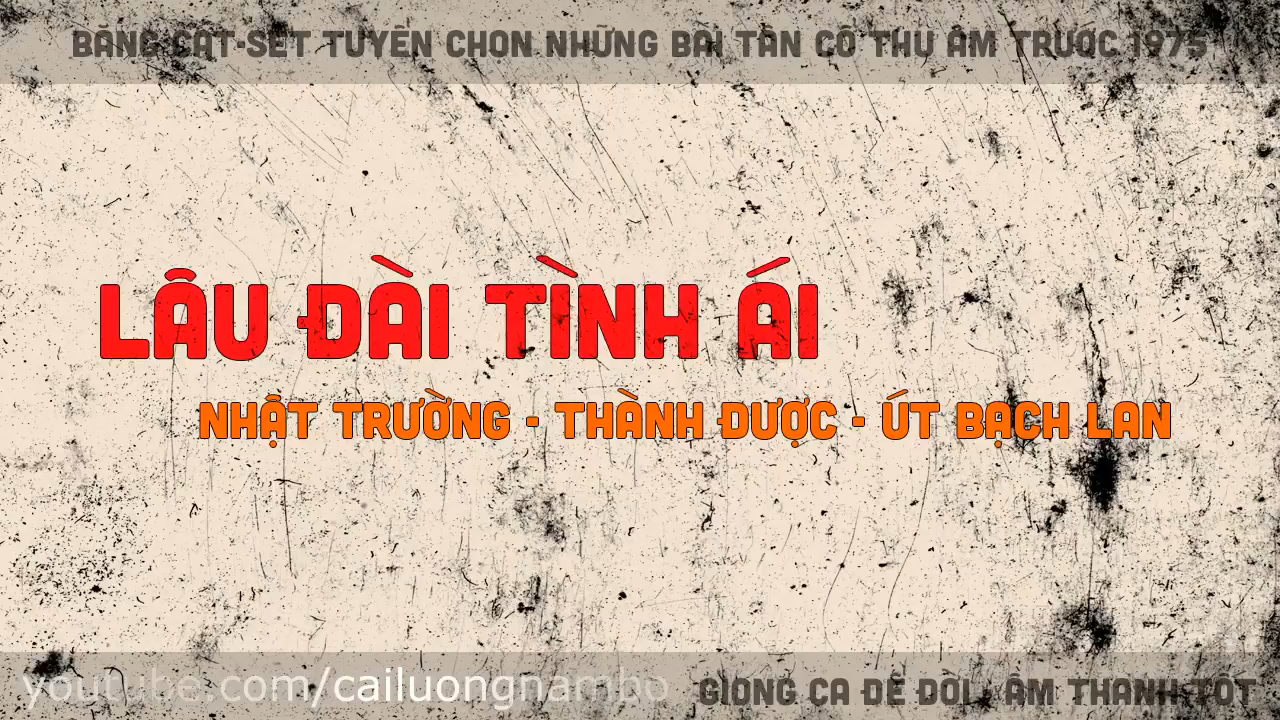 BĂNG CÁT-SÉT TUYỂN CHỌN NHỮNG BÀI TÂN CỔ THU ÂM TRƯỚC 1975
LÂU ĐÀI TÌNH ÁI
NHẬT TRƯỜNG - THÀNH ĐƯỢC - ÚT BẠCH LAN
youtube.com/cailuongnambo
GIỌNG CA ĐỂ ĐỜI, ÂM THANH TỐT